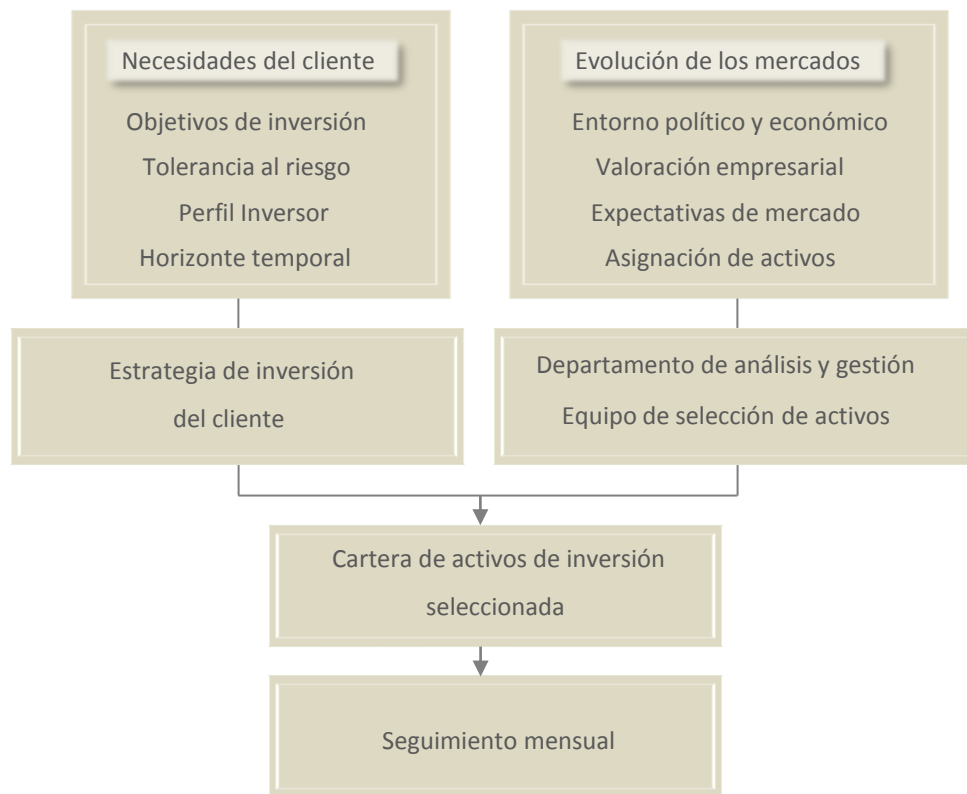 Necesidades del cliente
Objetivos de inversión
Tolerancia al riesgo
Perfil Inversor
Horizonte temporal
Evolución de los mercados
Entorno político y económico
Valoración empresarial
Expectativas de mercado
Asignación de activos
Estrategia de inversión
del cliente
Departamento de análisis y gestión
Equipo de selección de activos
Cartera de activos de inversión
seleccionada
Seguimiento mensual